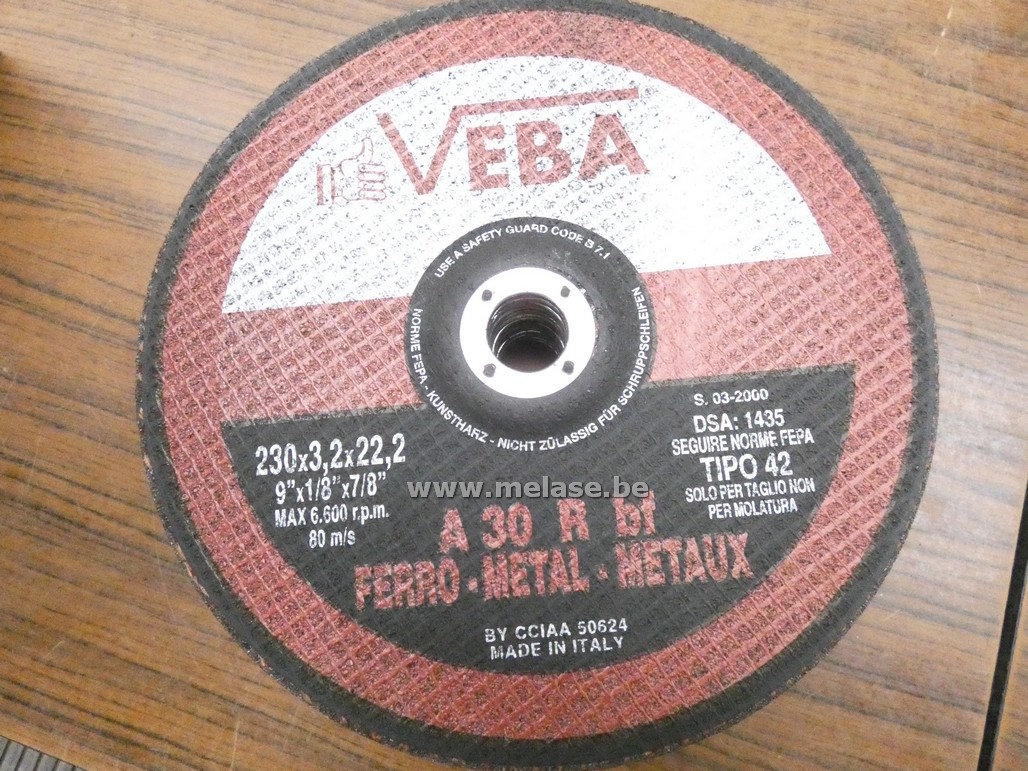 VEBA
USE A SAFETY GUARD CODE B 7.1
NORME FEPA - KUNSTHARZ - NICHT ZÜLASSIG FÜR SCHRUPPSCHLEIFEN
230x3,2x22,2
9"x1/8"x7/8"
MAX 6.600 r.p.m.
80 m/s
S. 03-2000
DSA: 1435
SEGUIRE NORME FEPA
TIPO 42
SOLO PER TAGLIO NON
PER MOLATURA
www.melase.be
A 30 R bf
FERRO - METAL - METAUX
BY CCIAA 50624
MADE IN ITALY